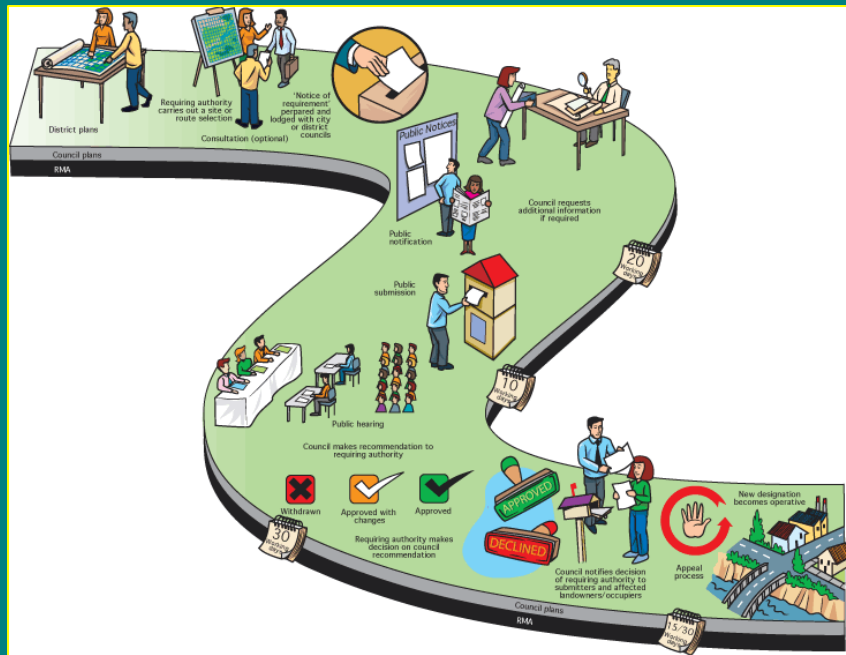 District plans
Requiring authority
carries out a site or
route selection
Consultation (optional)
'Notice of
requirement'
perpared and
lodged with city
or district
councils
Council plans
RMA
Public Notices
Public
notification
Council requests
additional information
if required
20
Working
days
Public
submission
10
Working
days
Public hearing
Council makes recommendation to
requiring authority
Withdrawn
Approved with
changes
Approved
30
Working
days
Requiring authority makes
decision on council
recommendation
APPROVED
DECLINED
Council notifies decision
of requiring authority to
submitters and affected
landowners/occupiers
Appeal
process
New designation
becomes operative
Council plans
RMA
15/30
Working
days